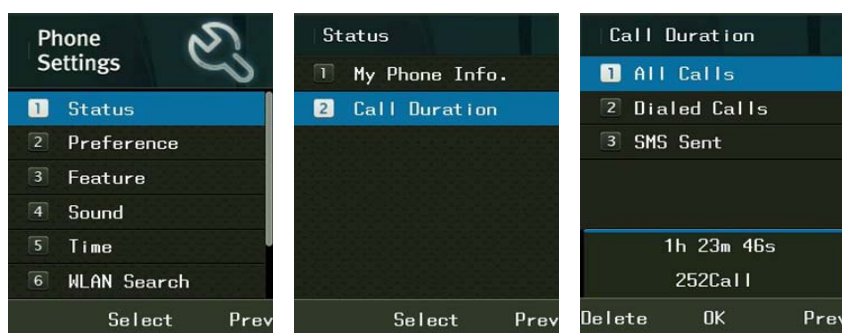 Phone
Settings
1 Status
2 Preference
3 Feature
4 Sound
5 Time
6 WLAN Search
Select Prev
Status
1 My Phone Info.
2 Call Duration
Select Prev
Call Duration
1 All Calls
2 Dialed Calls
3 SMS Sent
1h 23m 46s
252Call
Delete OK Prev